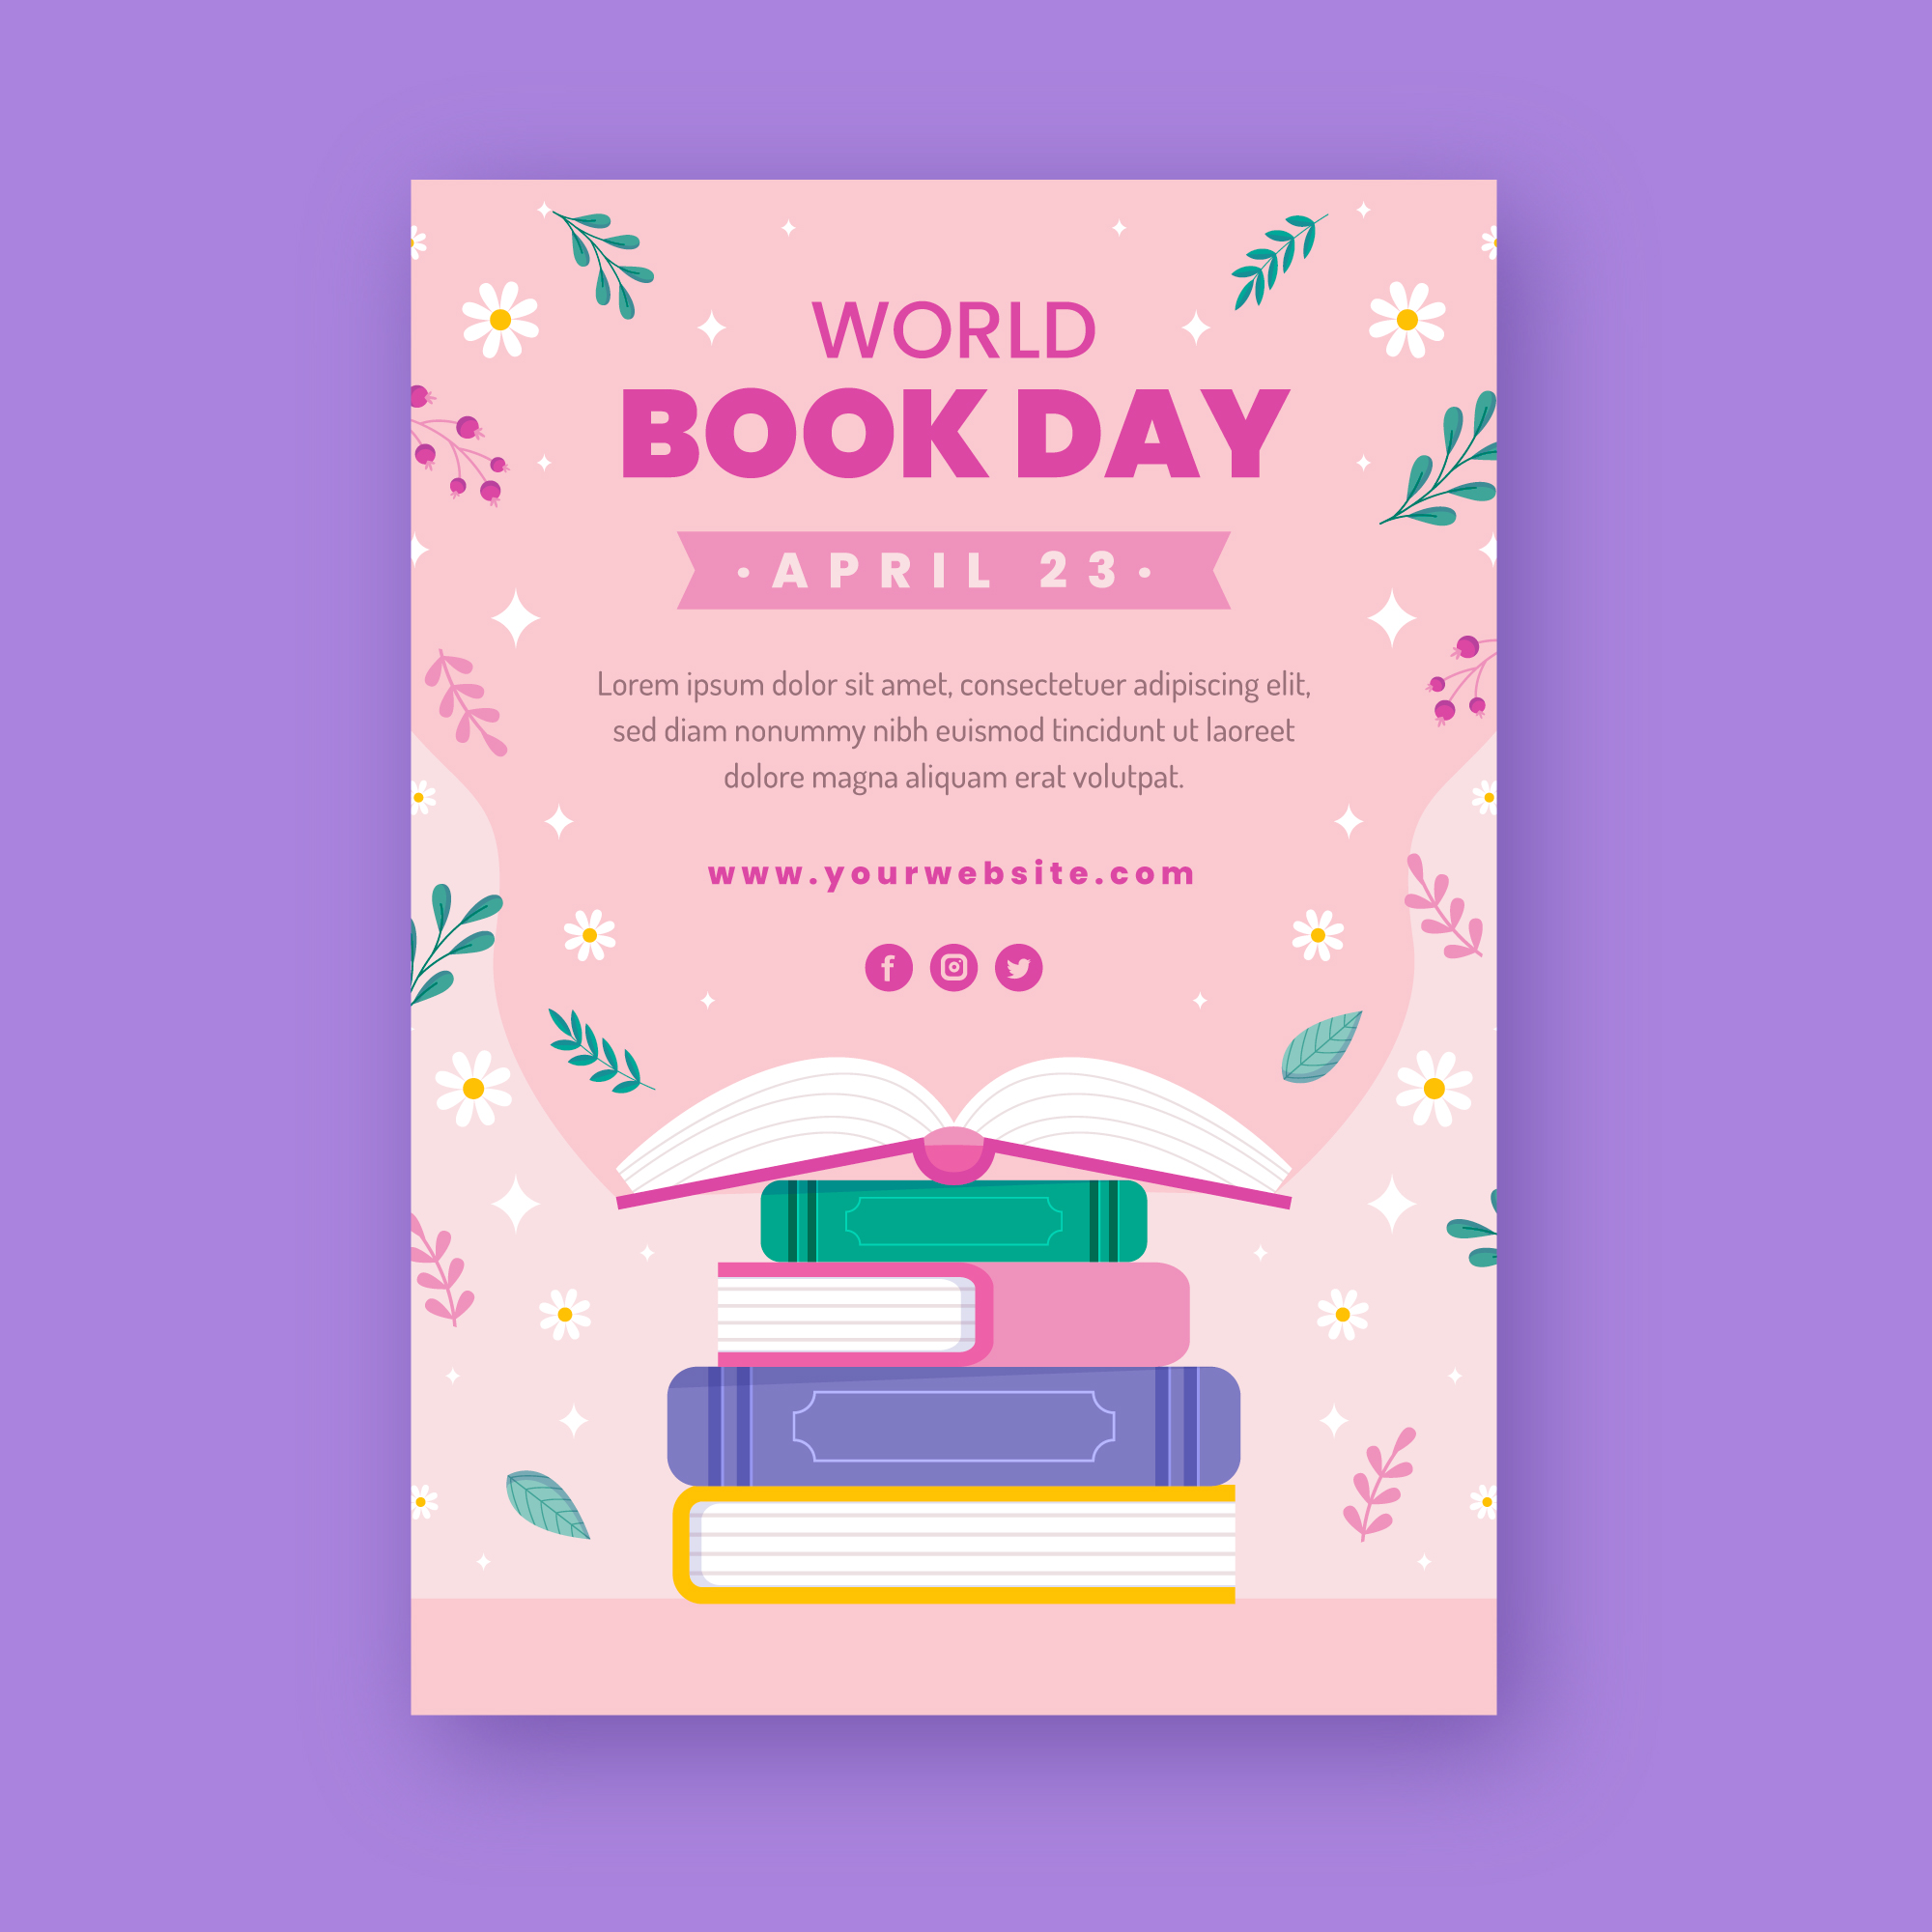 WORLD
BOOK DAY
• APRIL 23 •
Lorem ipsum dolor sit amet, consectetuer adipiscing elit,
sed diam nonummy nibh euismod tincidunt ut laoreet
dolore magna aliquam erat volutpat.
www.yourwebsite.com